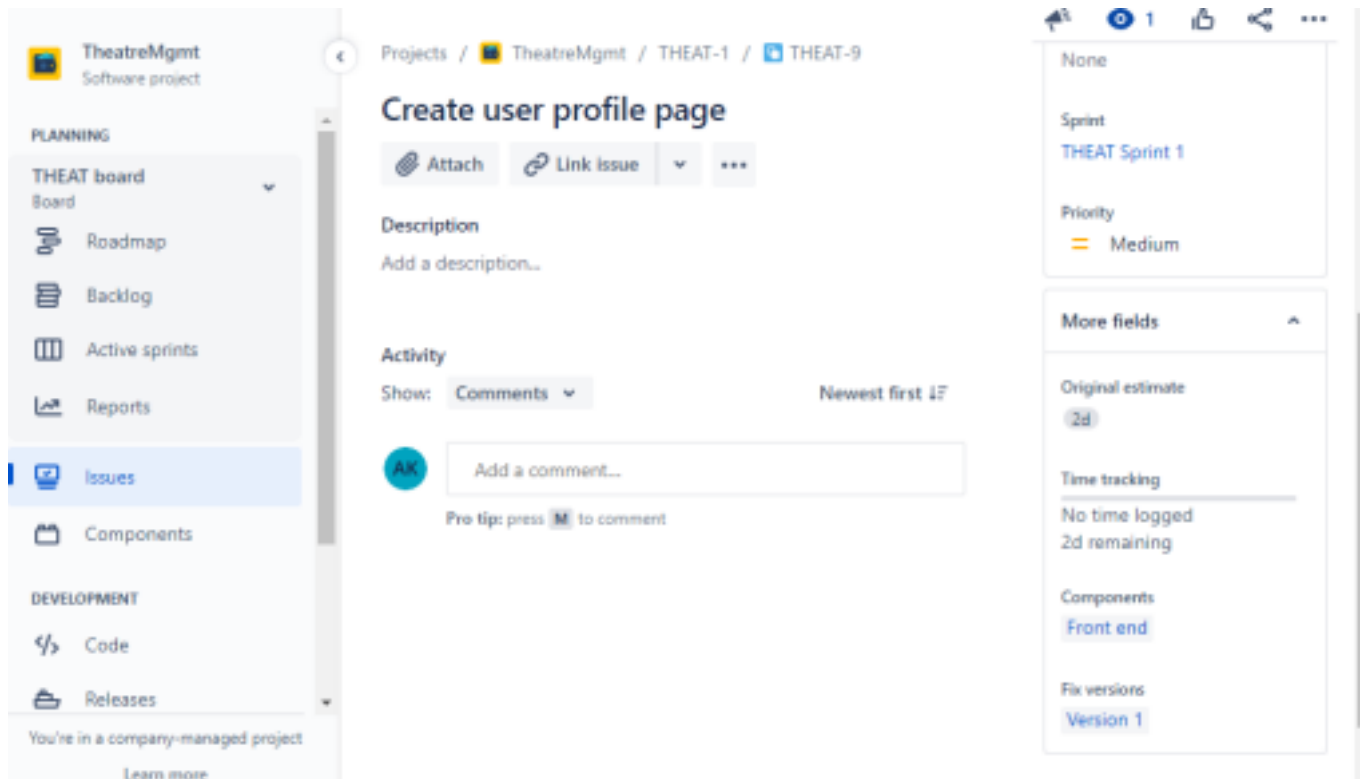 TheatreMgmt
Software project
PLANNING
THEAT board
Board
Roadmap
Backlog
Active sprints
Reports
Issues
Components
DEVELOPMENT
Code
Releases
You're in a company-managed project
Learn more
Projects / TheatreMgmt / THEAT-1 / THEAT-9
Create user profile page
Attach
Link issue
Description
Add a description...
Activity
Show: Comments
Newest first
AK
Add a comment...
Pro tip: press M to comment
1
None
Sprint
THEAT Sprint 1
Priority
Medium
More fields
Original estimate
2d
Time tracking
No time logged
2d remaining
Components
Front end
Fix versions
Version 1